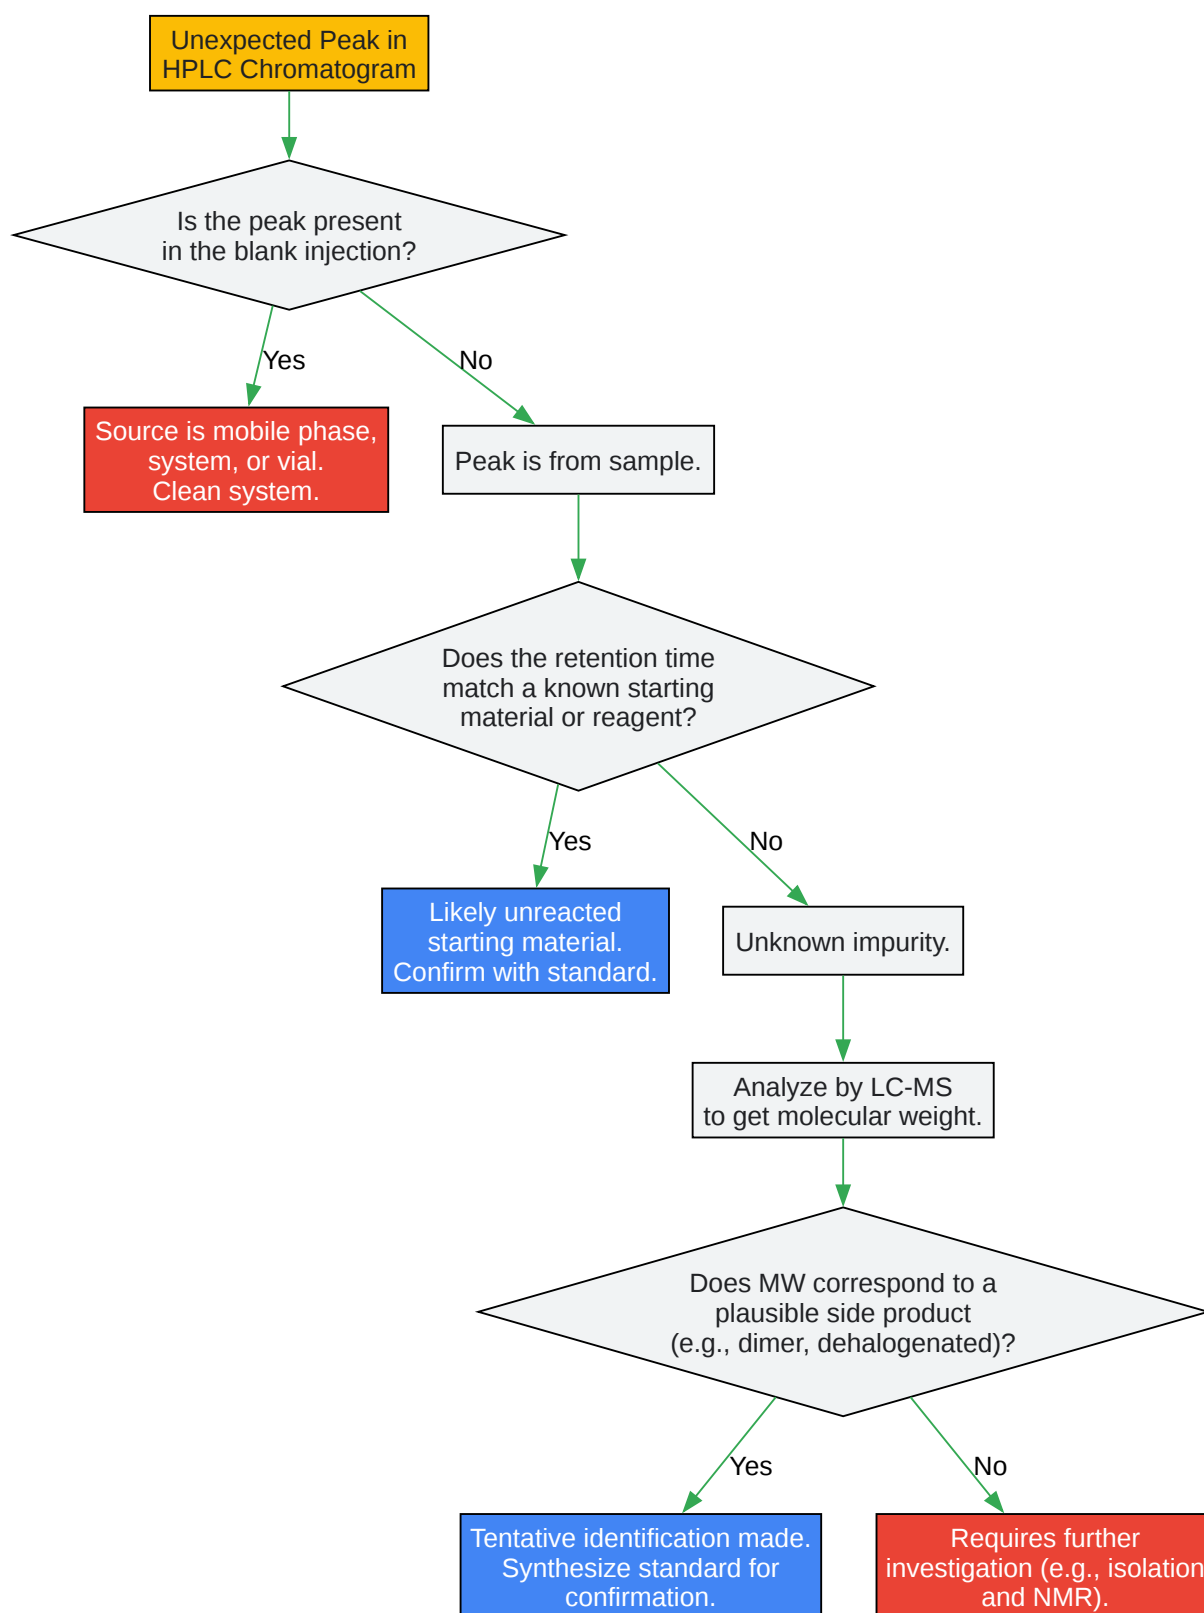 Unexpected Peak in
HPLC Chromatogram
Is the peak present
in the blank injection?
Yes
No
Source is mobile phase,
system, or vial.
Clean system.
Peak is from sample.
Does the retention time
match a known starting
material or reagent?
Yes
No
Likely unreacted
starting material.
Confirm with standard.
Unknown impurity.
Analyze by LC-MS
to get molecular weight.
Does MW correspond to a
plausible side product
(e.g., dimer, dehalogenated)?
Yes
No
Tentative identification made.
Synthesize standard for
confirmation.
Requires further
investigation (e.g., isolation
and NMR).